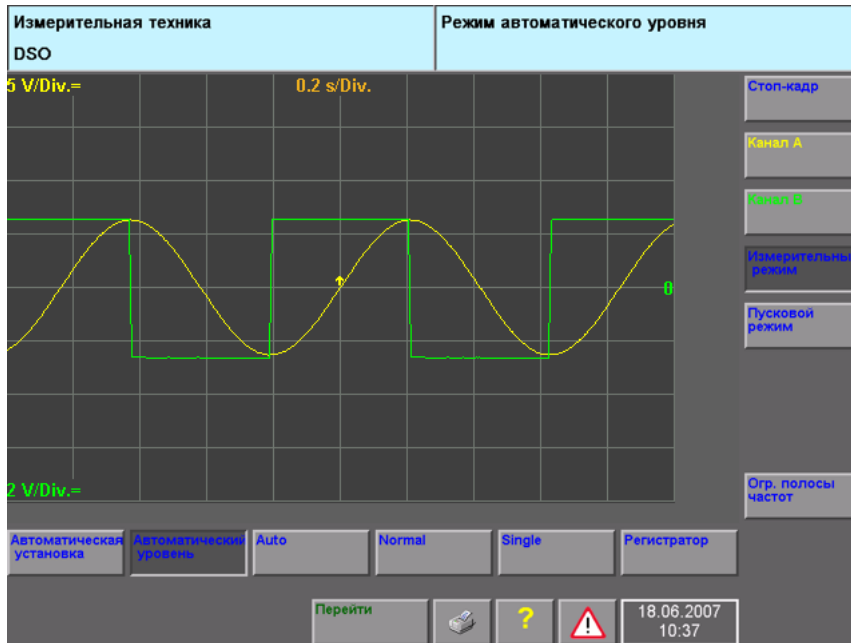 Измерительная техника
DSO
Режим автоматического уровня
5 V/Div.=
0.2 s/Div.
0
2 V/Div.=
Стоп-кадр
Канал A
Канал B
Измерительны
режим
Пусковой
режим
Огр. полосы
частот
Автоматическая
установка
Автоматический
уровень
Auto
Normal
Single
Регистратор
Перейти
?
!
18.06.2007
10:37